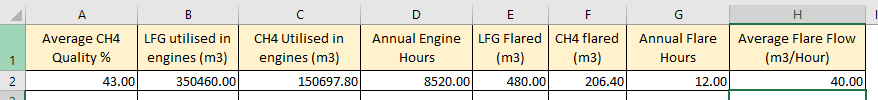 A B C D E F G H I
1 Average CH4 Quality % LFG utilised in engines (m3) CH4 Utilised in engines (m3) Annual Engine Hours LFG Flared (m3) CH4 flared (m3) Annual Flare Hours Average Flare Flow (m3/Hour)
2 43.00 350460.00 150697.80 8520.00 480.00 206.40 12.00 40.00